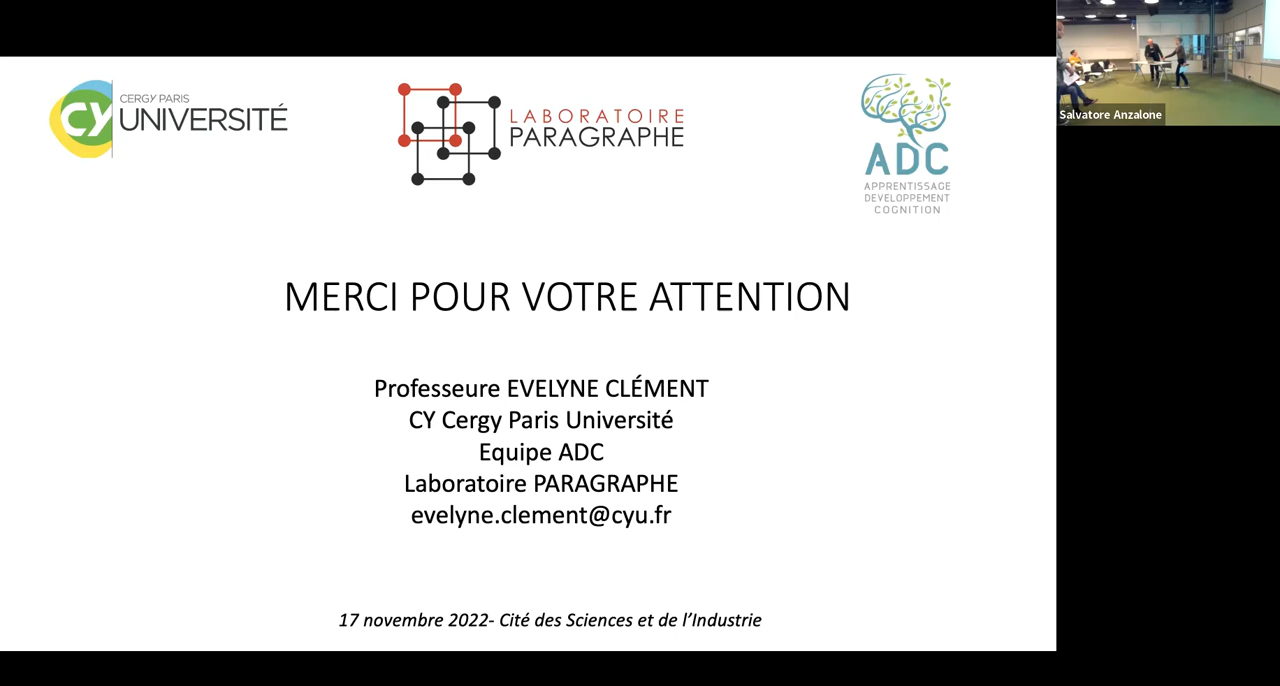 CERGY PARIS
CY UNIVERSITÉ
LABORATOIRE
PARAGRAPHE
ADC
APPRENTISSAGE
DEVELOPPEMENT
COGNITION
Salvatore Anzalone
MERCI POUR VOTRE ATTENTION
Professeure EVELYNE CLÉMENT
CY Cergy Paris Université
Equipe ADC
Laboratoire PARAGRAPHE
evelyne.clement@cyu.fr
17 novembre 2022- Cité des Sciences et de l’Industrie